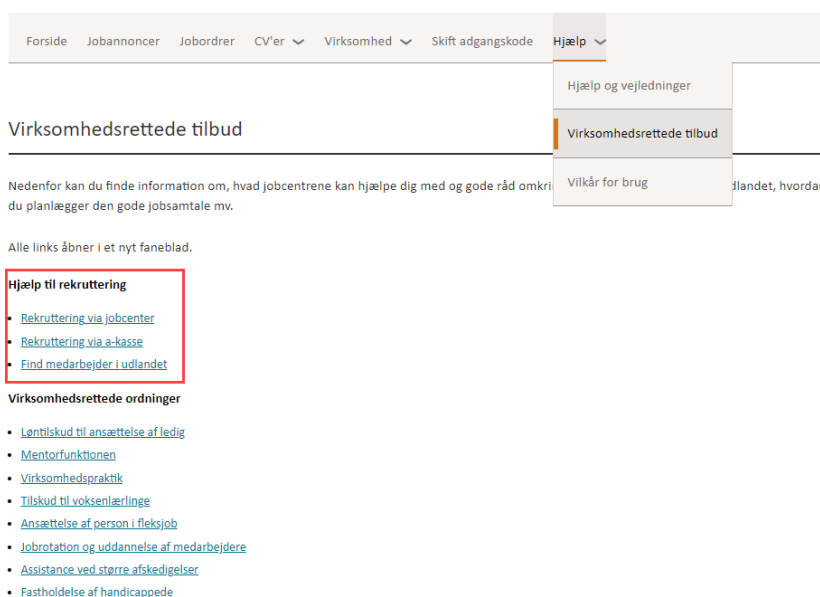 Forside Jobannoncer Jobordrer CV'er Virksomhed Skift adgangskode Hjælp
Hjælp og vejledninger
Virksomhedsrettede tilbud
Vilkår for brug
Virksomhedsrettede tilbud
Nedenfor kan du finde information om, hvad jobcentrene kan hjælpe dig med og gode råd
du planlægger den gode jobsamtale mv.
Alle links åbner i et nyt faneblad.
Hjælp til rekruttering
• Rekruttering via jobcenter
• Rekruttering via a-kasse
• Find medarbejder i udlandet
Virksomhedsrettede ordninger
• Løntilskud til ansættelse af ledig
• Mentorfunktionen
• Virksomhedspraktik
• Tilskud til voksenlærlinge
• Ansættelse af person i fleksjob
• Jobrotation og uddannelse af medarbejdere
• Assistance ved større afskedigelser
• Fastholdelse af handicappede